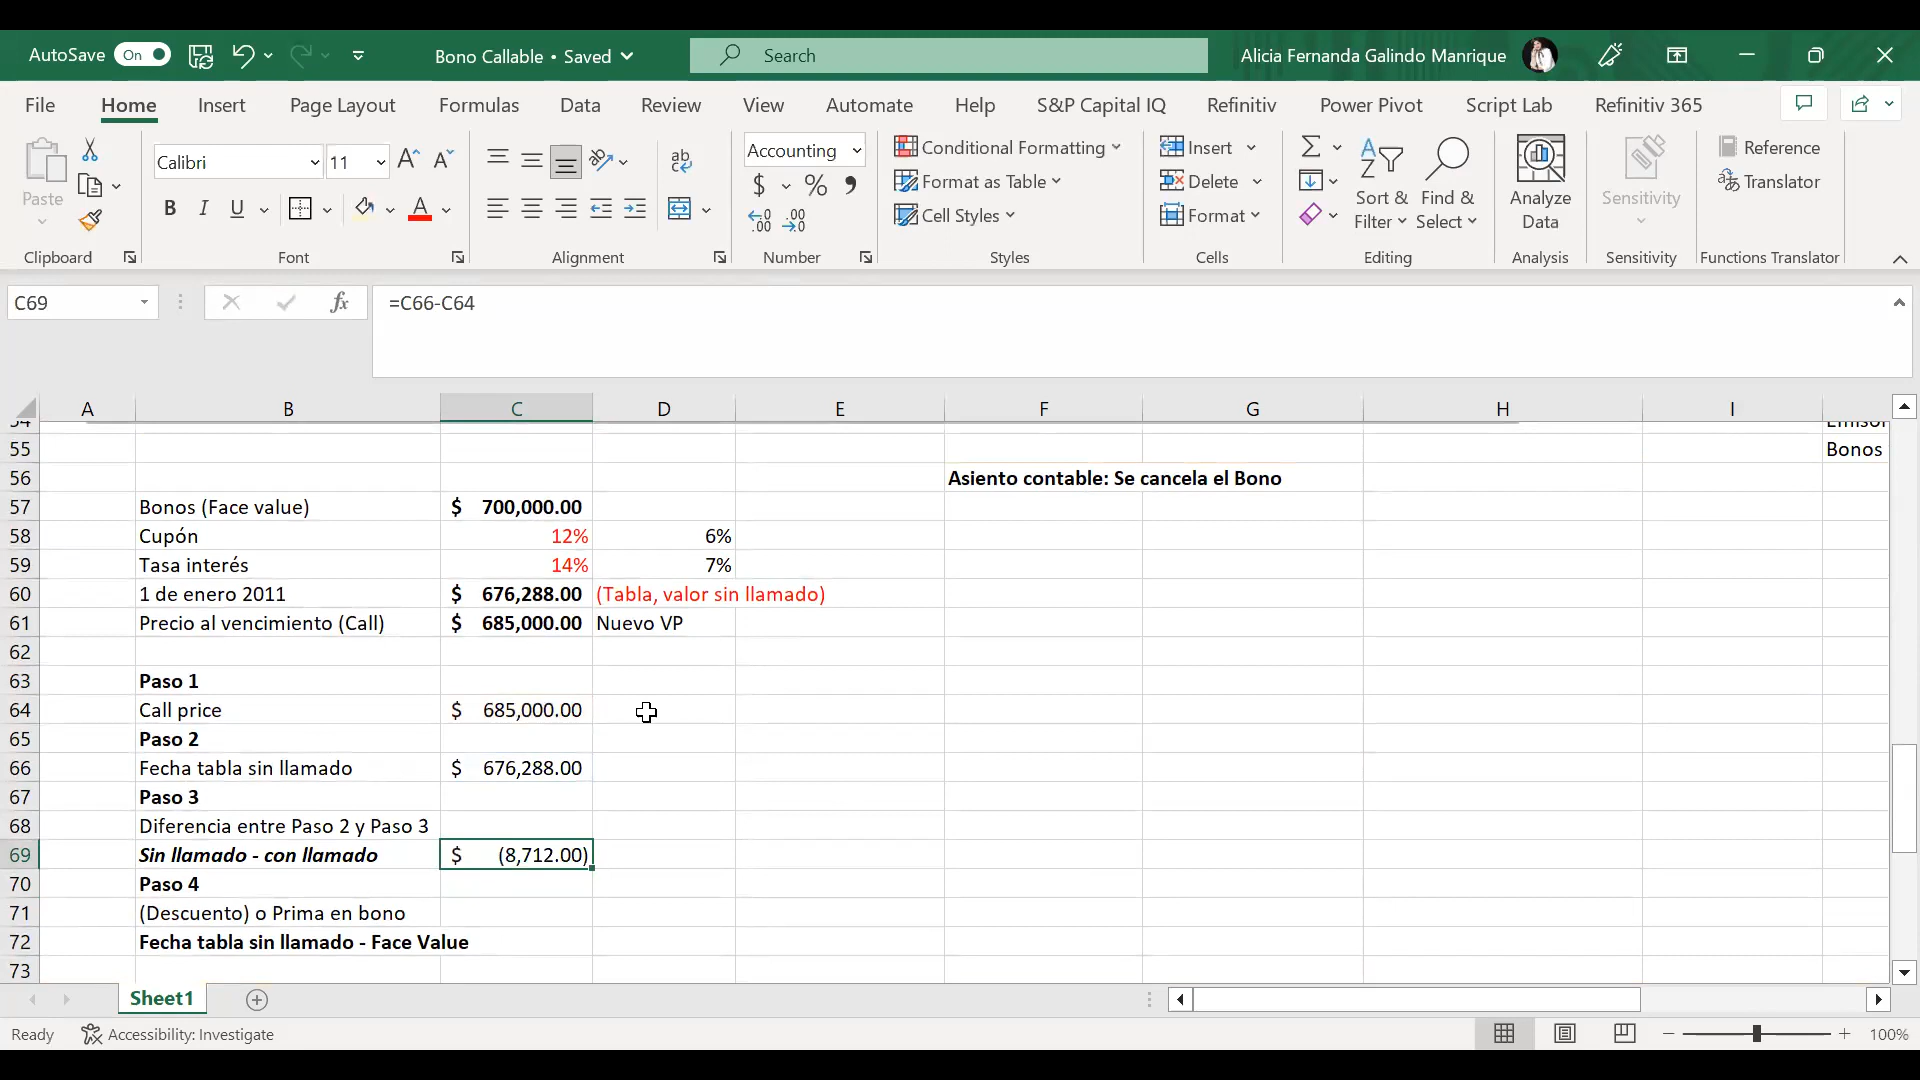 AutoSave On Bono Callable • Saved Search Alicia Fernanda Galindo Manrique
File Home Insert Page Layout Formulas Data Review View Automate Help S&P Capital IQ Refinitiv Power Pivot Script Lab Refinitiv 365
Paste
Calibri 11
B I U A
ab
Accounting
$ %
Conditional Formatting
Format as Table
Cell Styles
Insert
Delete
Format
Sort & Filter
Find & Select
Analyze Data
Sensitivity
Reference
Translator
Clipboard Font Alignment Number Styles Cells Editing Analysis Sensitivity Functions Translator
C69 fx =C66-C64
A B C D E F G H I
54 Emisor
55 Bonos
56 Asiento contable: Se cancela el Bono
57 Bonos (Face value) $ 700,000.00
58 Cupón 12% 6%
59 Tasa interés 14% 7%
60 1 de enero 2011 $ 676,288.00 (Tabla, valor sin llamado)
61 Precio al vencimiento (Call) $ 685,000.00 Nuevo VP
62
63 Paso 1
64 Call price $ 685,000.00
65 Paso 2
66 Fecha tabla sin llamado $ 676,288.00
67 Paso 3
68 Diferencia entre Paso 2 y Paso 3
69 Sin llamado - con llamado $ (8,712.00)
70 Paso 4
71 (Descuento) o Prima en bono
72 Fecha tabla sin llamado - Face Value
73
Sheet1
Ready Accessibility: Investigate 100%